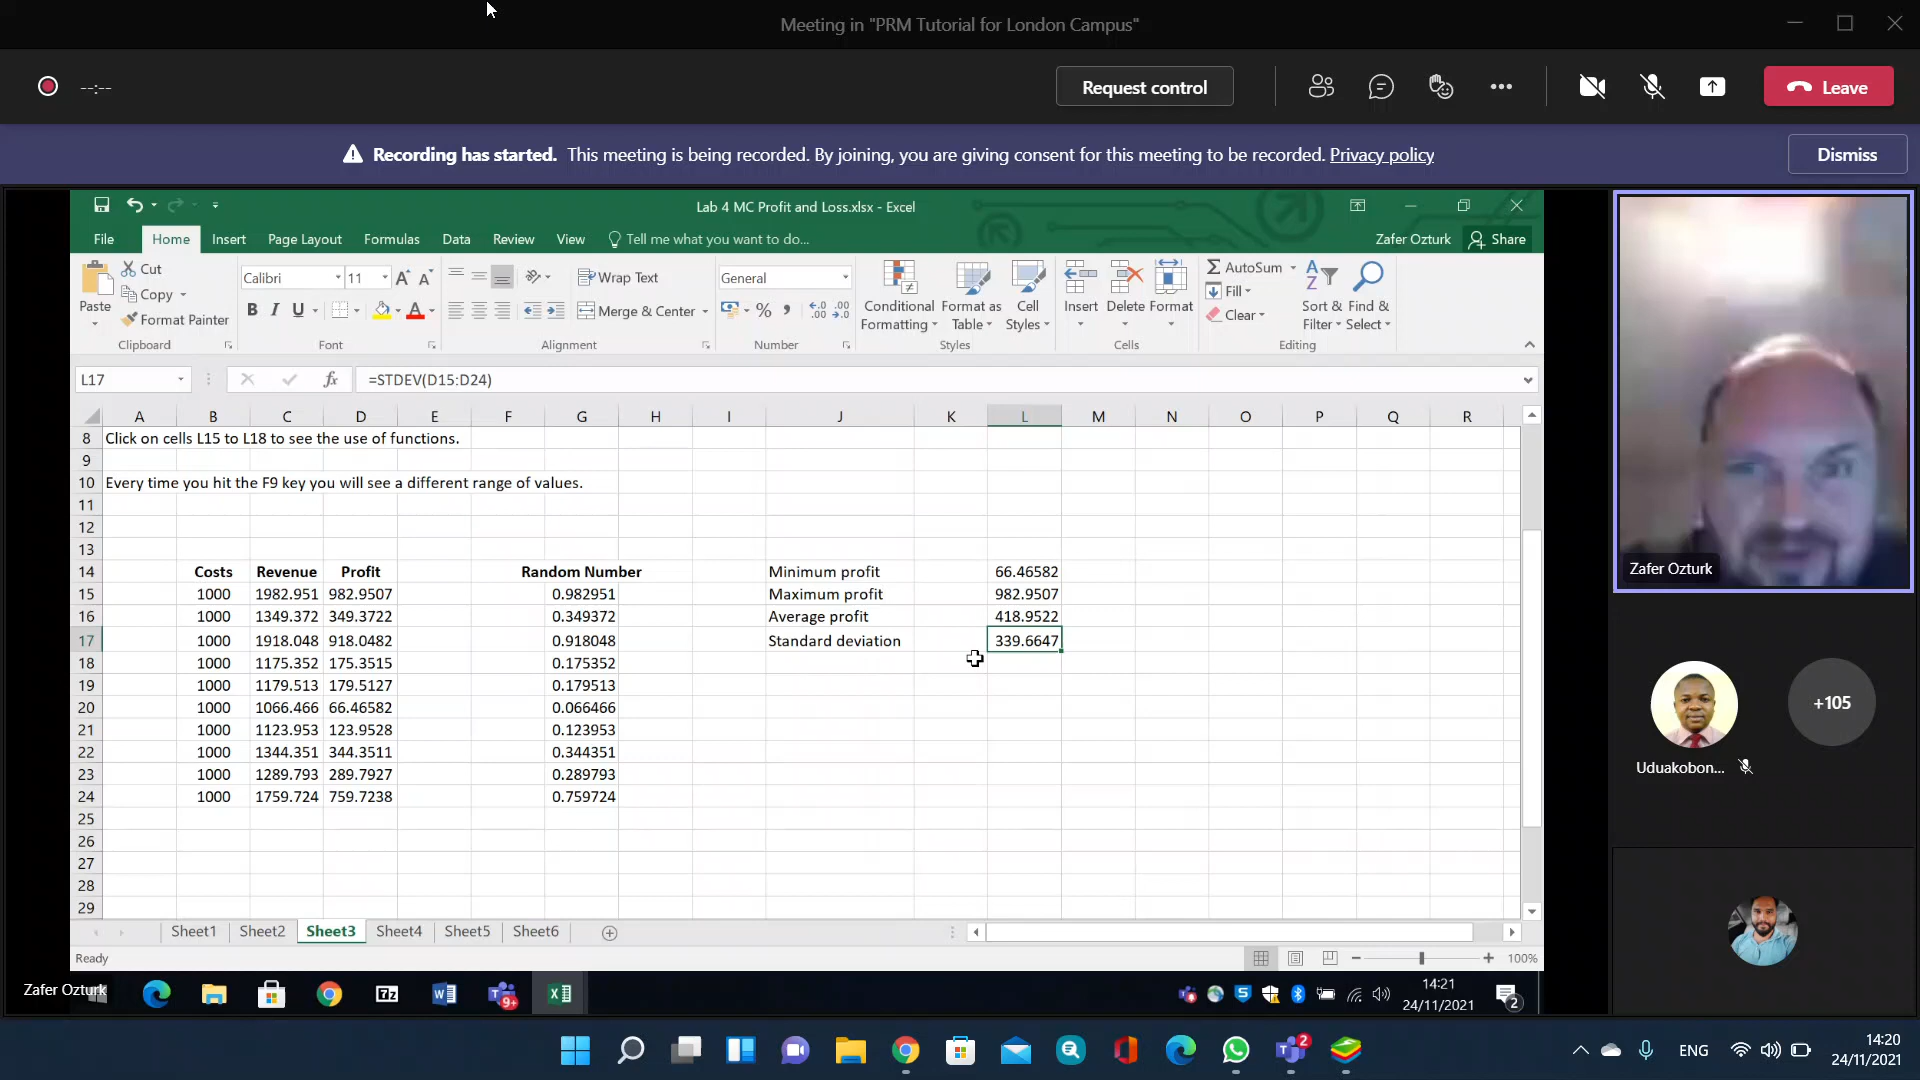 Meeting in "PRM Tutorial for London Campus"
--:--
Request control
Leave
Recording has started. This meeting is being recorded. By joining, you are giving consent for this meeting to be recorded. Privacy policy
Dismiss
Lab 4 MC Profit and Loss.xlsx - Excel
File Home Insert Page Layout Formulas Data Review View Tell me what you want to do... Zafer Ozturk Share
Paste
Cut
Copy
Format Painter
Clipboard
Calibri 11
B I U
Font
Wrap Text
Merge & Center
Alignment
General
Number
Conditional Formatting
Format as Table
Cell Styles
Styles
Insert Delete Format
Cells
AutoSum
Fill
Clear
Sort & Filter
Find & Select
Editing
L17 fx =STDEV(D15:D24)
A B C D E F G H I J K L M N O P Q R
8 Click on cells L15 to L18 to see the use of functions.
9
10 Every time you hit the F9 key you will see a different range of values.
11
12
13
14 Costs Revenue Profit Random Number Minimum profit 66.46582
15 1000 1982.951 982.9507 0.982951 Maximum profit 982.9507
16 1000 1349.372 349.3722 0.349372 Average profit 418.9522
17 1000 1918.048 918.0482 0.918048 Standard deviation 339.6647
18 1000 1175.352 175.3515 0.175352
19 1000 1179.513 179.5127 0.179513
20 1000 1066.466 66.46582 0.066466
21 1000 1123.953 123.9528 0.123953
22 1000 1344.351 344.3511 0.344351
23 1000 1289.793 289.7927 0.289793
24 1000 1759.724 759.7238 0.759724
25
26
27
28
29
Sheet1 Sheet2 Sheet3 Sheet4 Sheet5 Sheet6
Ready
100%
Zafer Ozturk
7z
9+
14:21
24/11/2021
2
Zafer Ozturk
Uduakobon...
+105
2
ENG
14:20
24/11/2021